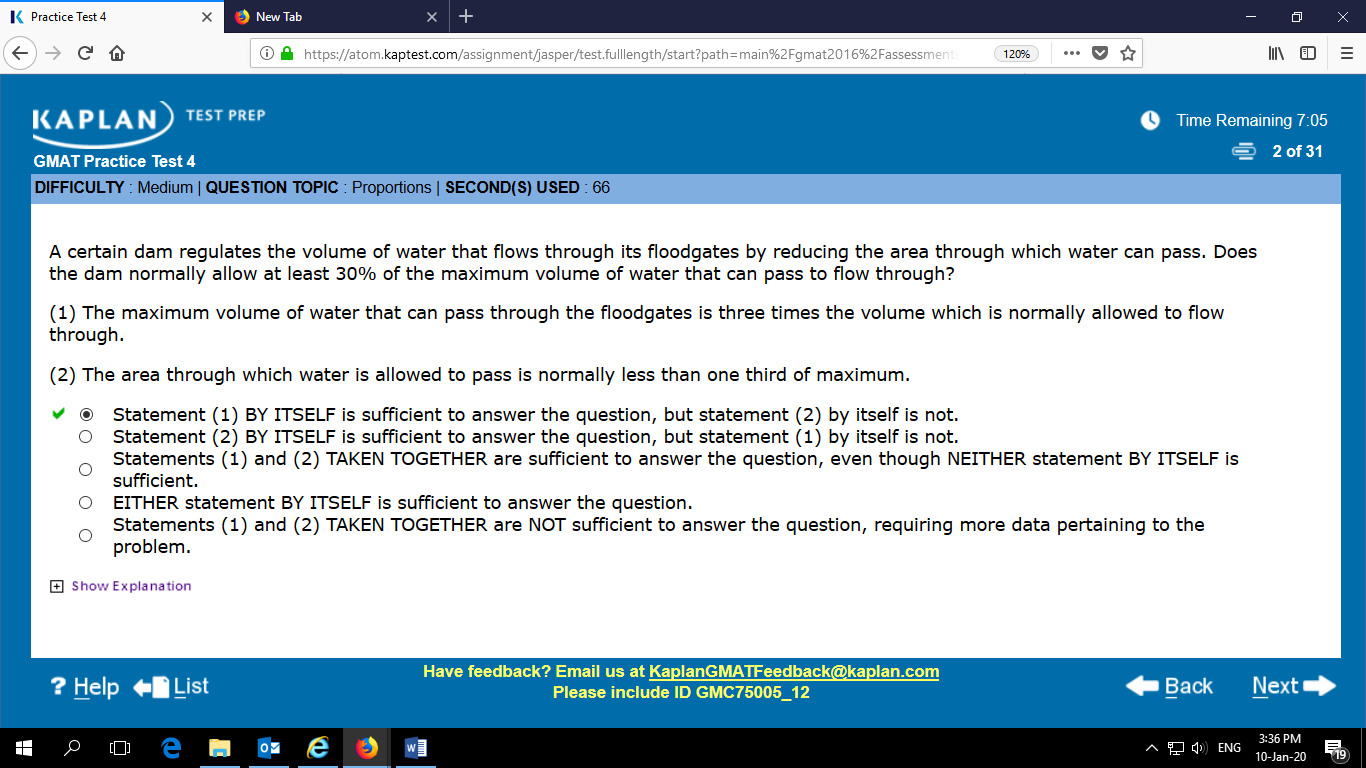 Practice Test 4
New Tab
https://atom.kaptest.com/assignment/jasper/test.fulllength/start?path=main%2Fgmat2016%2Fassessment
120%
KAPLAN TEST PREP
Time Remaining 7:05
GMAT Practice Test 4
2 of 31
DIFFICULTY : Medium | QUESTION TOPIC : Proportions | SECOND(S) USED : 66
A certain dam regulates the volume of water that flows through its floodgates by reducing the area through which water can pass. Does
the dam normally allow at least 30% of the maximum volume of water that can pass to flow through?
(1) The maximum volume of water that can pass through the floodgates is three times the volume which is normally allowed to flow
through.
(2) The area through which water is allowed to pass is normally less than one third of maximum.
Statement (1) BY ITSELF is sufficient to answer the question, but statement (2) by itself is not.
Statement (2) BY ITSELF is sufficient to answer the question, but statement (1) by itself is not.
Statements (1) and (2) TAKEN TOGETHER are sufficient to answer the question, even though NEITHER statement BY ITSELF is
sufficient.
EITHER statement BY ITSELF is sufficient to answer the question.
Statements (1) and (2) TAKEN TOGETHER are NOT sufficient to answer the question, requiring more data pertaining to the
problem.
Show Explanation
Have feedback? Email us at KaplanGMATFeedback@kaplan.com
Please include ID GMC75005_12
? Help
List
Back
Next
ENG
3:36 PM
10-Jan-20
19